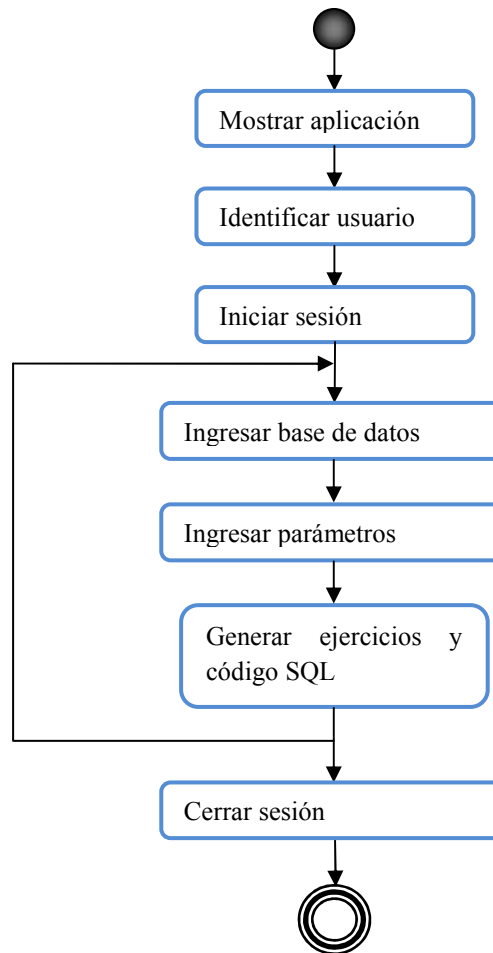 Mostrar aplicación
Identificar usuario
Iniciar sesión
Ingresar base de datos
Ingresar parámetros
Generar ejercicios y
código SQL
Cerrar sesión